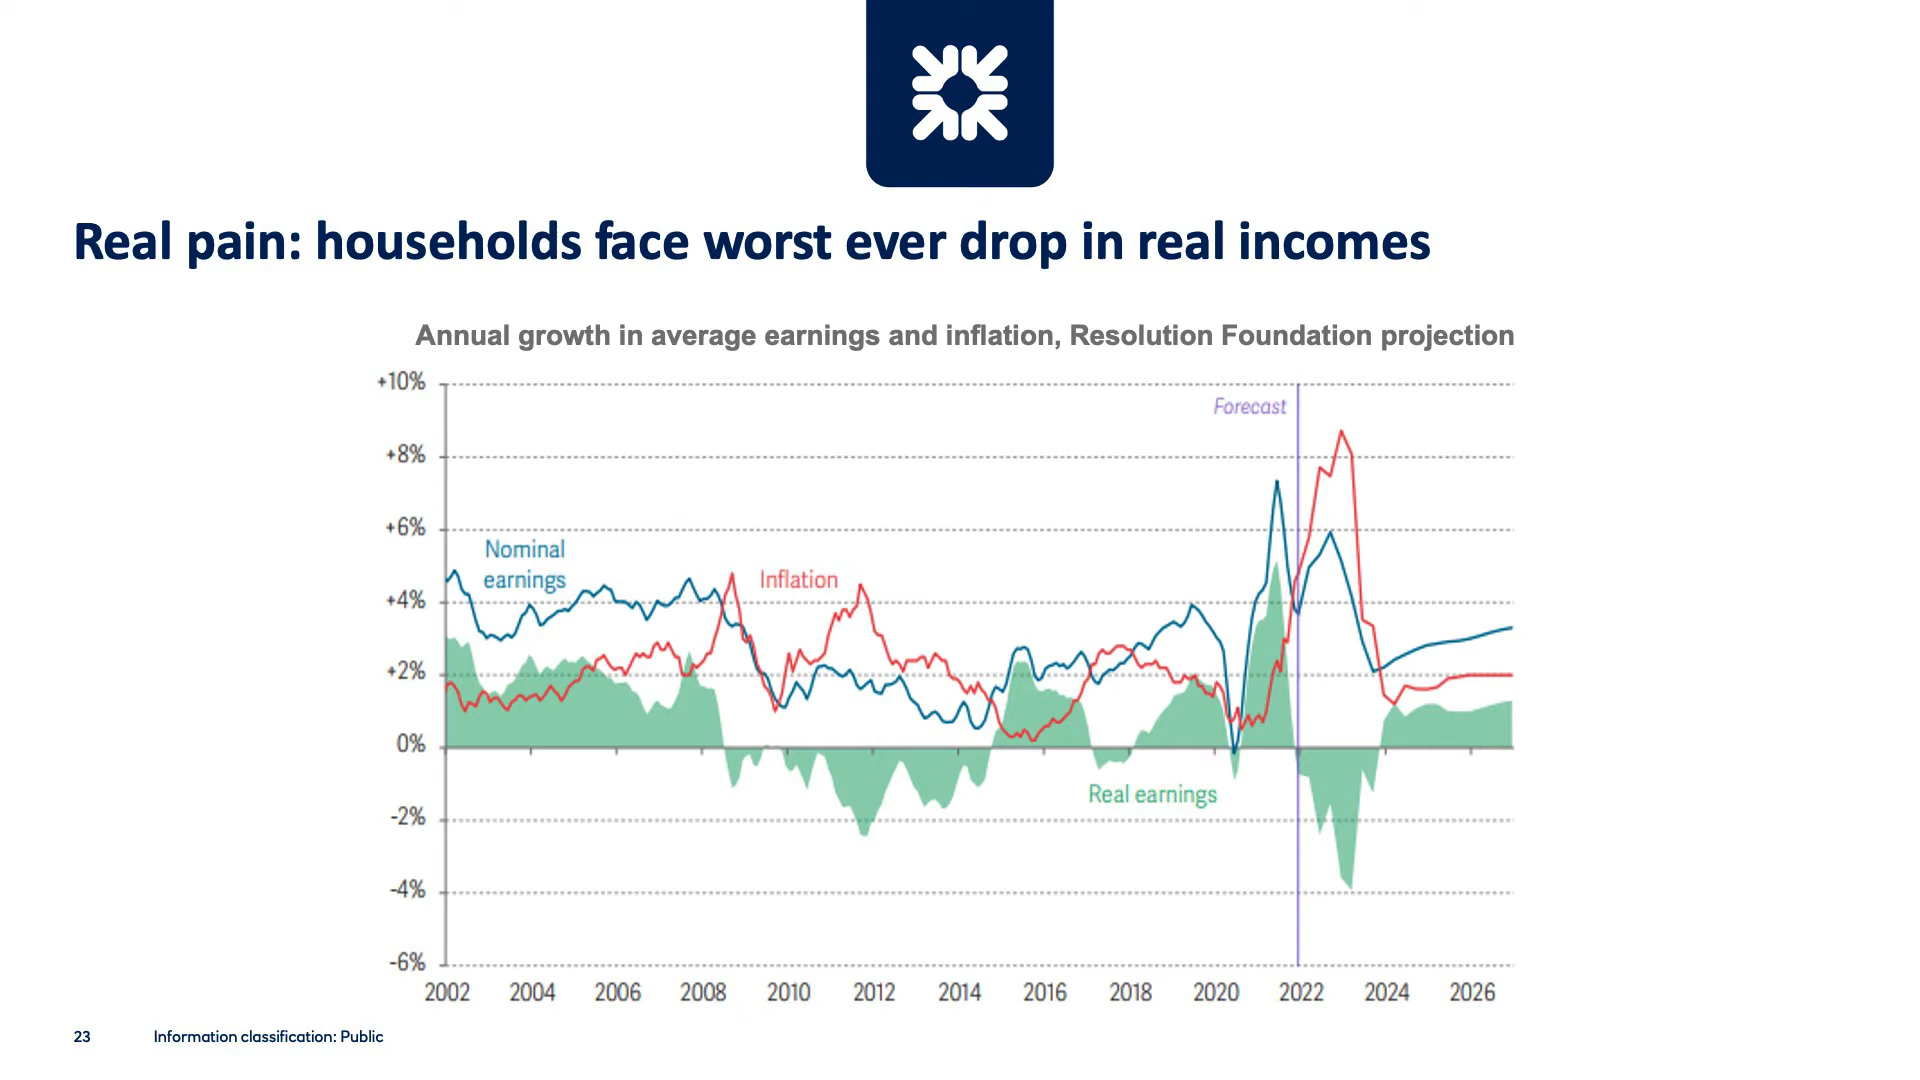 Real pain: households face worst ever drop in real incomes
Annual growth in average earnings and inflation, Resolution Foundation projection
+10%
+8%
+6%
+4%
+2%
0%
-2%
-4%
-6%
Forecast
Nominal
earnings
Inflation
Real earnings
2002 2004 2006 2008 2010 2012 2014 2016 2018 2020 2022 2024 2026
23 Information classification: Public